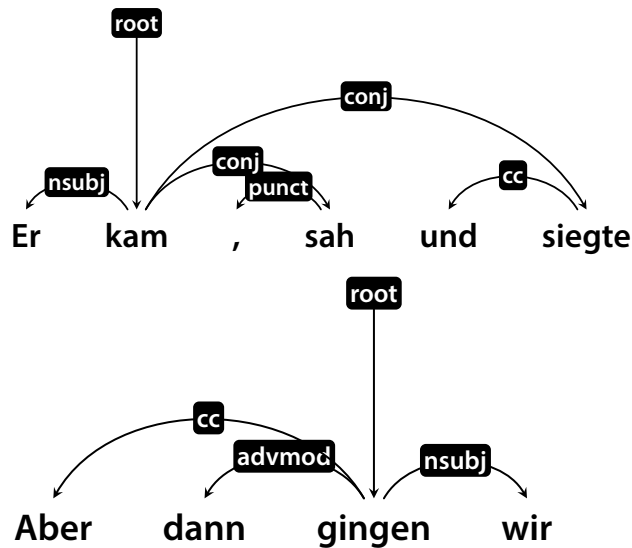 root
conj
conj
nsubj punct cc
Er kam , sah und siegte
root
cc
advmod nsubj
Aber dann gingen wir